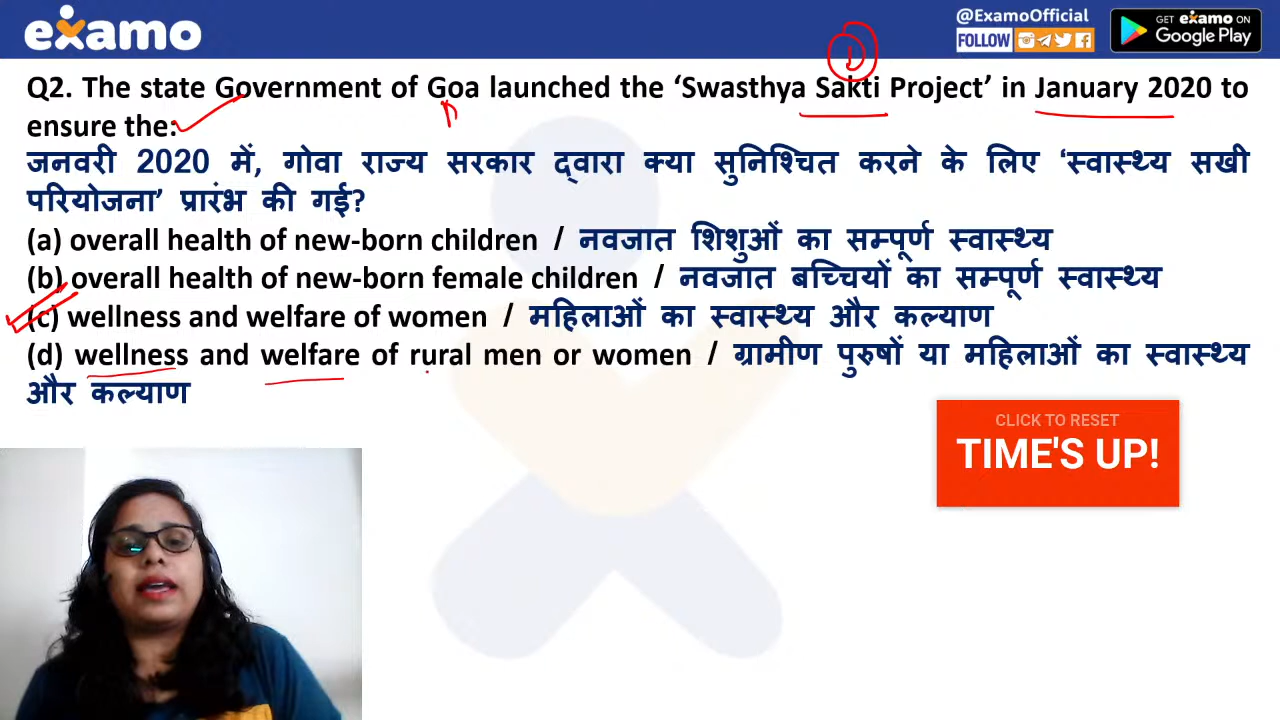 examo
@ExamoOfficial
FOLLOW
GET examo ON
Google Play
Q2. The state Government of Goa launched the ‘Swasthya Sakti Project’ in January 2020 to
ensure the:
जनवरी 2020 में, गोवा राज्य सरकार द्वारा क्या सुनिश्चित करने के लिए ‘स्वास्थ्य सखी
परियोजना’ प्रारंभ की गई?
(a) overall health of new-born children / नवजात शिशुओं का सम्पूर्ण स्वास्थ्य
(b) overall health of new-born female children / नवजात बच्चियों का सम्पूर्ण स्वास्थ्य
(c) wellness and welfare of women / महिलाओं का स्वास्थ्य और कल्याण
(d) wellness and welfare of rural men or women / ग्रामीण पुरुषों या महिलाओं का स्वास्थ्य
और कल्याण
CLICK TO RESET
TIME'S UP!